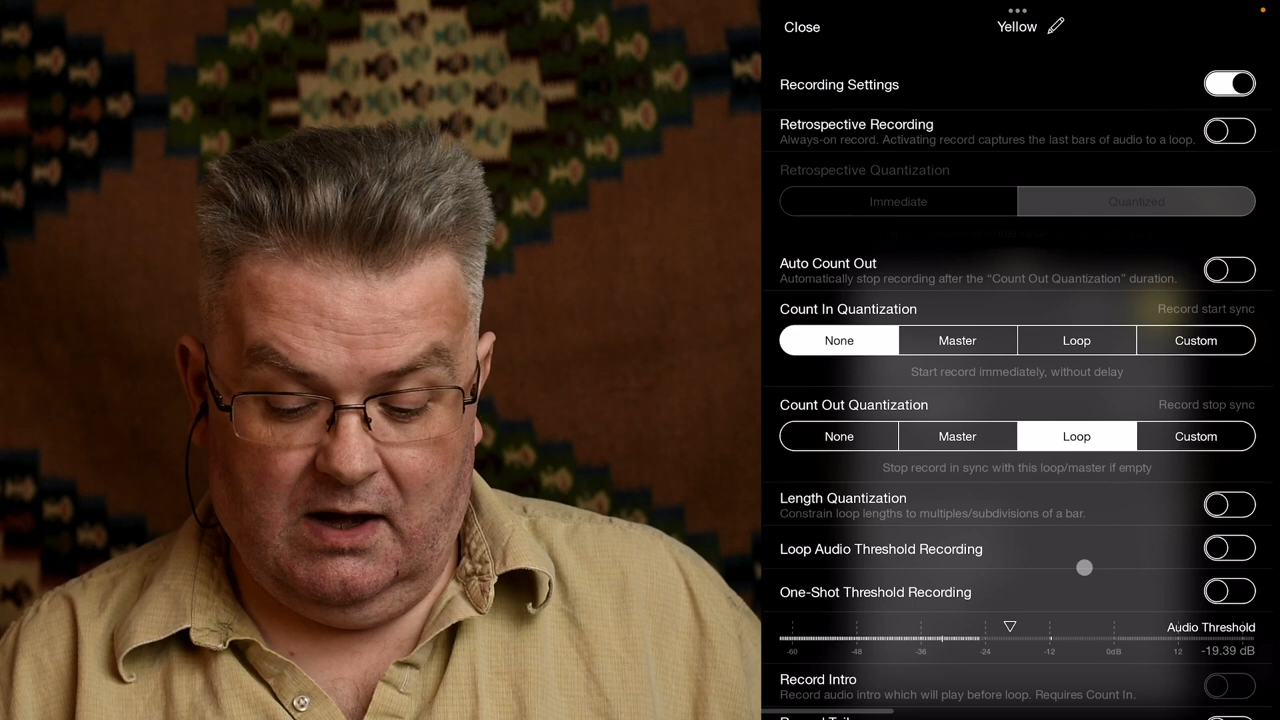 Close
Yellow
Recording Settings
Retrospective Recording
Always-on record. Activating record captures the last bars of audio to a loop.
Retrospective Quantization
Immediate
Quantized
Auto Count Out
Automatically stop recording after the “Count Out Quantization” duration.
Count In Quantization
Record start sync
None
Master
Loop
Custom
Start record immediately, without delay
Count Out Quantization
Record stop sync
None
Master
Loop
Custom
Stop record in sync with this loop/master if empty
Length Quantization
Constrain loop lengths to multiples/subdivisions of a bar.
Loop Audio Threshold Recording
One-Shot Threshold Recording
Audio Threshold
-60 -48 -36 -24 -12 0dB 12
-19.39 dB
Record Intro
Record audio intro which will play before loop. Requires Count In.